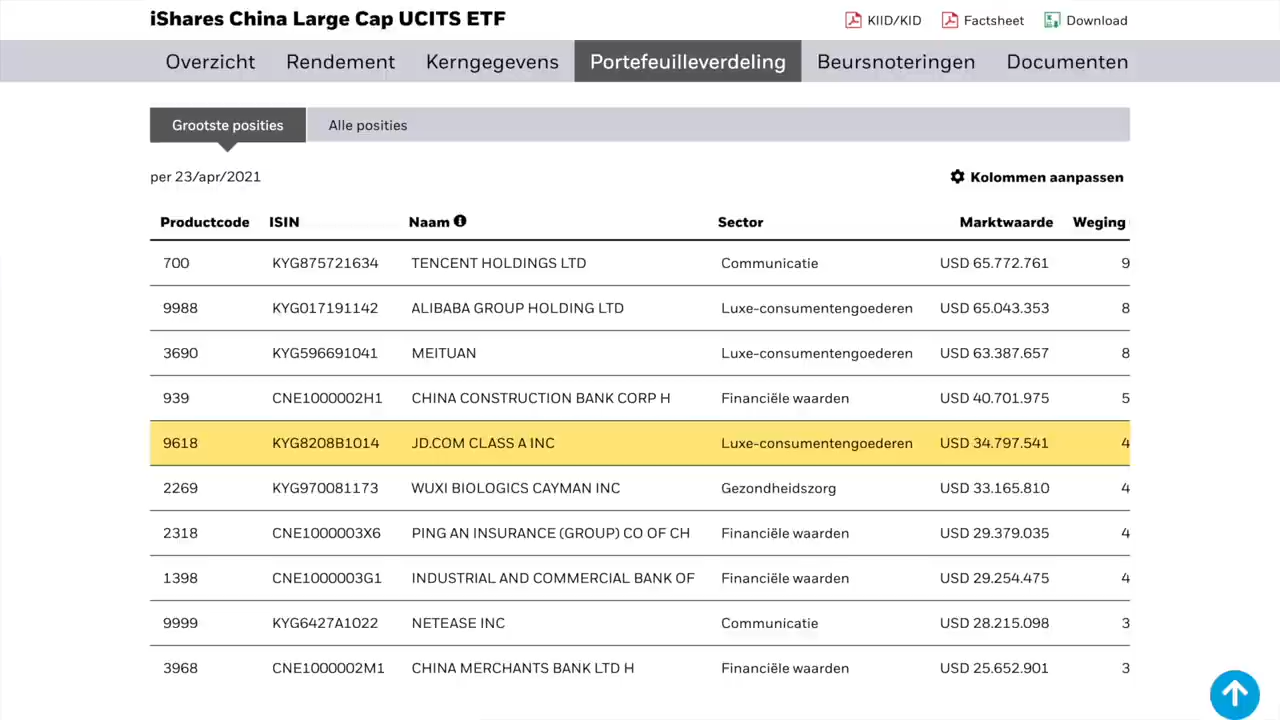 iShares China Large Cap UCITS ETF KIID/KID Factsheet Download
Overzicht Rendement Kerngegevens Portefeuilleverdeling Beursnoteringen Documenten
Grootste posities Alle posities
per 23/apr/2021 Kolommen aanpassen
Productcode ISIN Naam Sector Marktwaarde Weging
700 KYG875721634 TENCENT HOLDINGS LTD Communicatie USD 65.772.761 9
9988 KYG017191142 ALIBABA GROUP HOLDING LTD Luxe-consumentengoederen USD 65.043.353 8
3690 KYG596691041 MEITUAN Luxe-consumentengoederen USD 63.387.657 8
939 CNE1000002H1 CHINA CONSTRUCTION BANK CORP H Financiële waarden USD 40.701.975 5
9618 KYG8208B1014 JD.COM CLASS A INC Luxe-consumentengoederen USD 34.797.541 4
2269 KYG970081173 WUXI BIOLOGICS CAYMAN INC Gezondheidszorg USD 33.165.810 4
2318 CNE1000003X6 PING AN INSURANCE (GROUP) CO OF CH Financiële waarden USD 29.379.035 4
1398 CNE1000003G1 INDUSTRIAL AND COMMERCIAL BANK OF Financiële waarden USD 29.254.475 4
9999 KYG6427A1022 NETEASE INC Communicatie USD 28.215.098 3
3968 CNE1000002M1 CHINA MERCHANTS BANK LTD H Financiële waarden USD 25.652.901 3